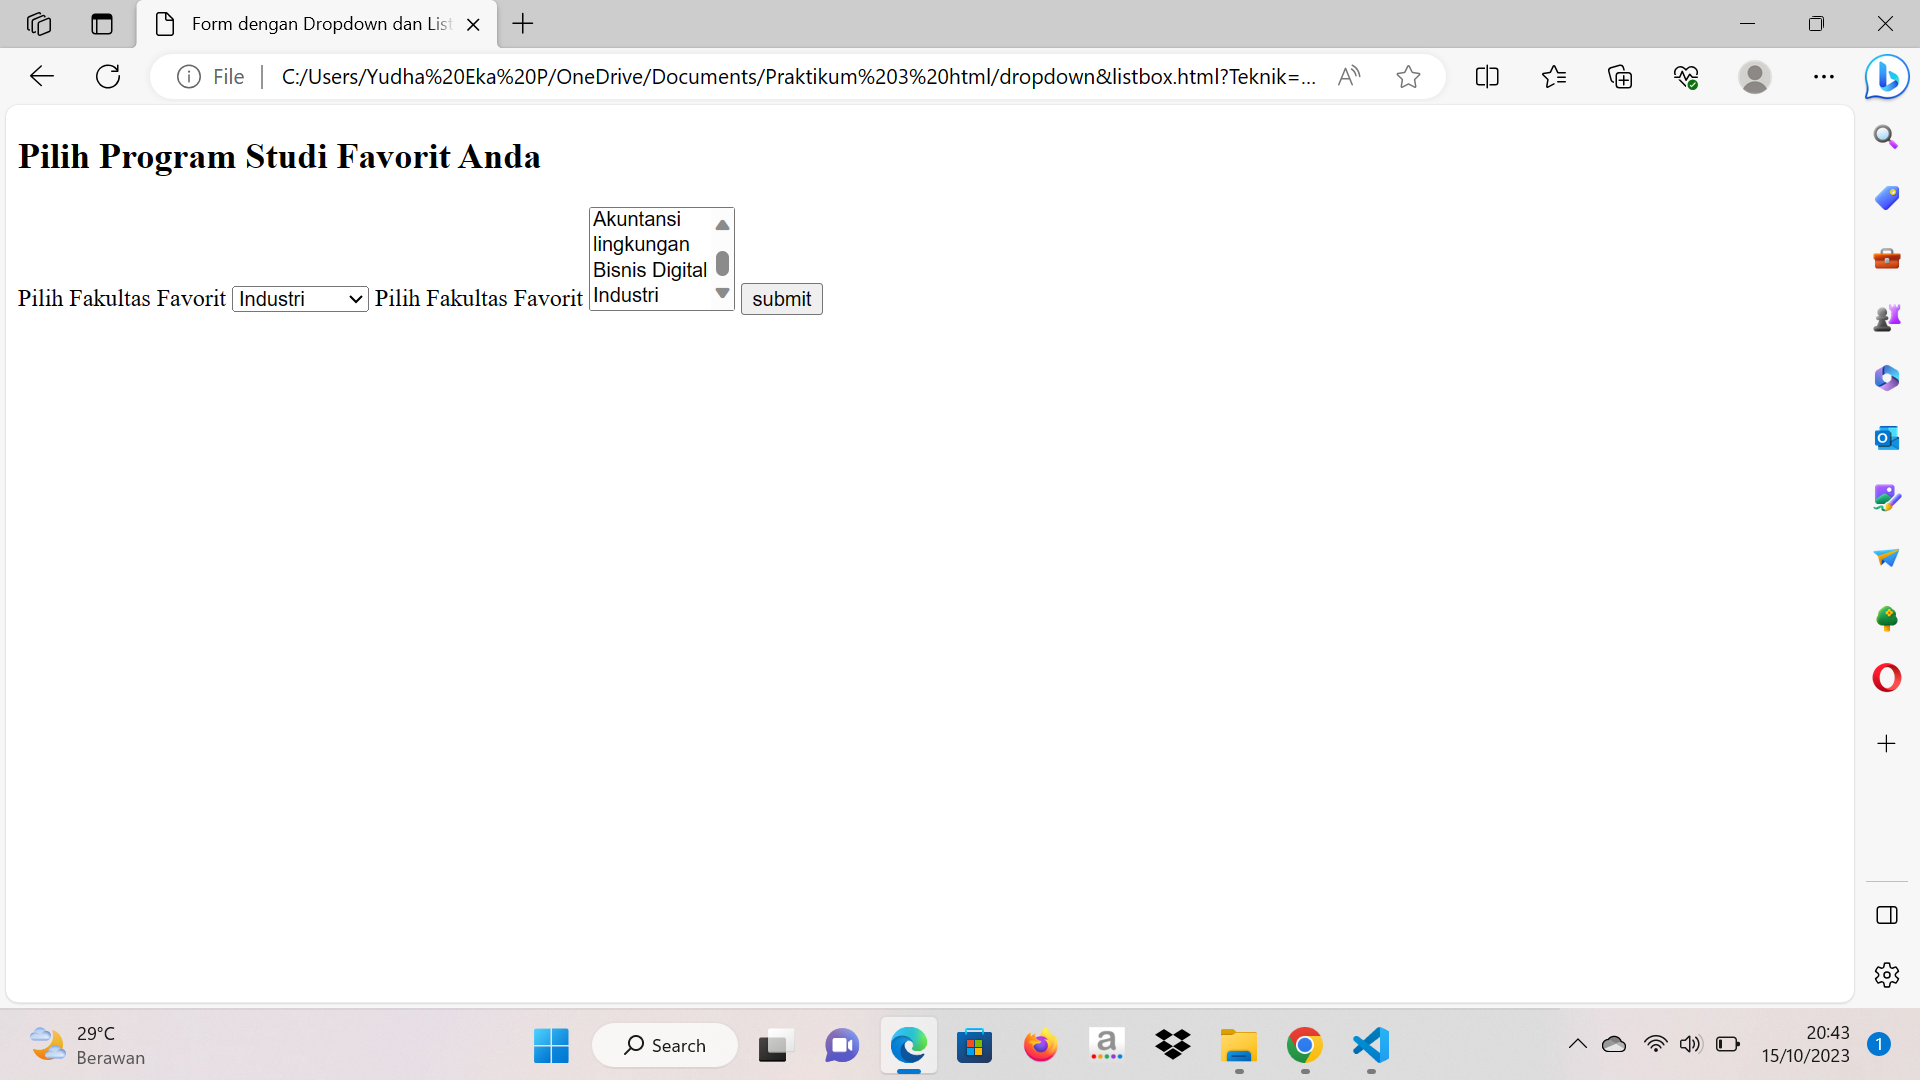 Form dengan Dropdown dan List
File
C:/Users/Yudha%20Eka%20P/OneDrive/Documents/Praktikum%203%20html/dropdown&listbox.html?Teknik=...
Pilih Program Studi Favorit Anda
Akuntansi
lingkungan
Bisnis Digital
Industri
Pilih Fakultas Favorit Industri Pilih Fakultas Favorit submit
29°C
Berawan
Search
20:43
15/10/2023
1